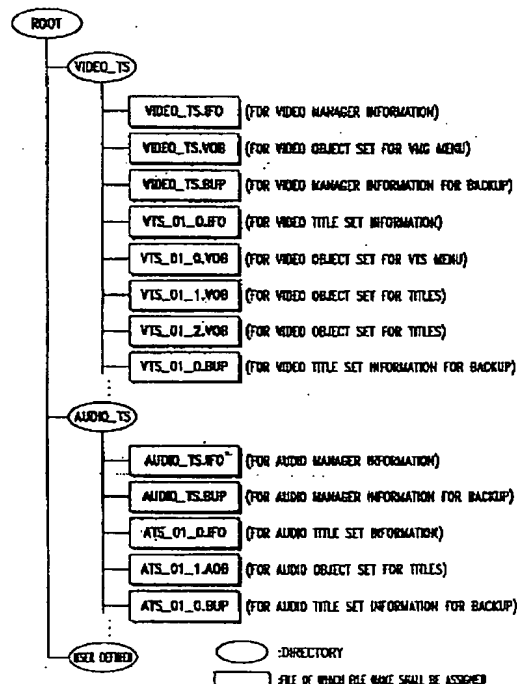 ROOT
VIDEO_TS
VIDEO_TS.IFO (FOR VIDEO MANAGER INFORMATION)
VIDEO_TS.VOB (FOR VIDEO OBJECT SET FOR VMG MENU)
VIDEO_TS.BUP (FOR VIDEO MANAGER INFORMATION FOR BACKUP)
VTS_01_0.IFO (FOR VIDEO TITLE SET INFORMATION)
VTS_01_0.VOB (FOR VIDEO OBJECT SET FOR VTS MENU)
VTS_01_1.VOB (FOR VIDEO OBJECT SET FOR TITLES)
VTS_01_2.VOB (FOR VIDEO OBJECT SET FOR TITLES)
VTS_01_0.BUP (FOR VIDEO TITLE SET INFORMATION FOR BACKUP)
AUDIO_TS
AUDIO_TS.IFO (FOR AUDIO MANAGER INFORMATION)
AUDIO_TS.BUP (FOR AUDIO MANAGER INFORMATION FOR BACKUP)
ATS_01_0.IFO (FOR AUDIO TITLE SET INFORMATION)
ATS_01_1.AOB (FOR AUDIO OBJECT SET FOR TITLES)
ATS_01_0.BUP (FOR AUDIO TITLE SET INFORMATION FOR BACKUP)
USER DEFINED
:DIRECTORY
:FILE OF WHICH FILE NAME SHALL BE ASSIGNED